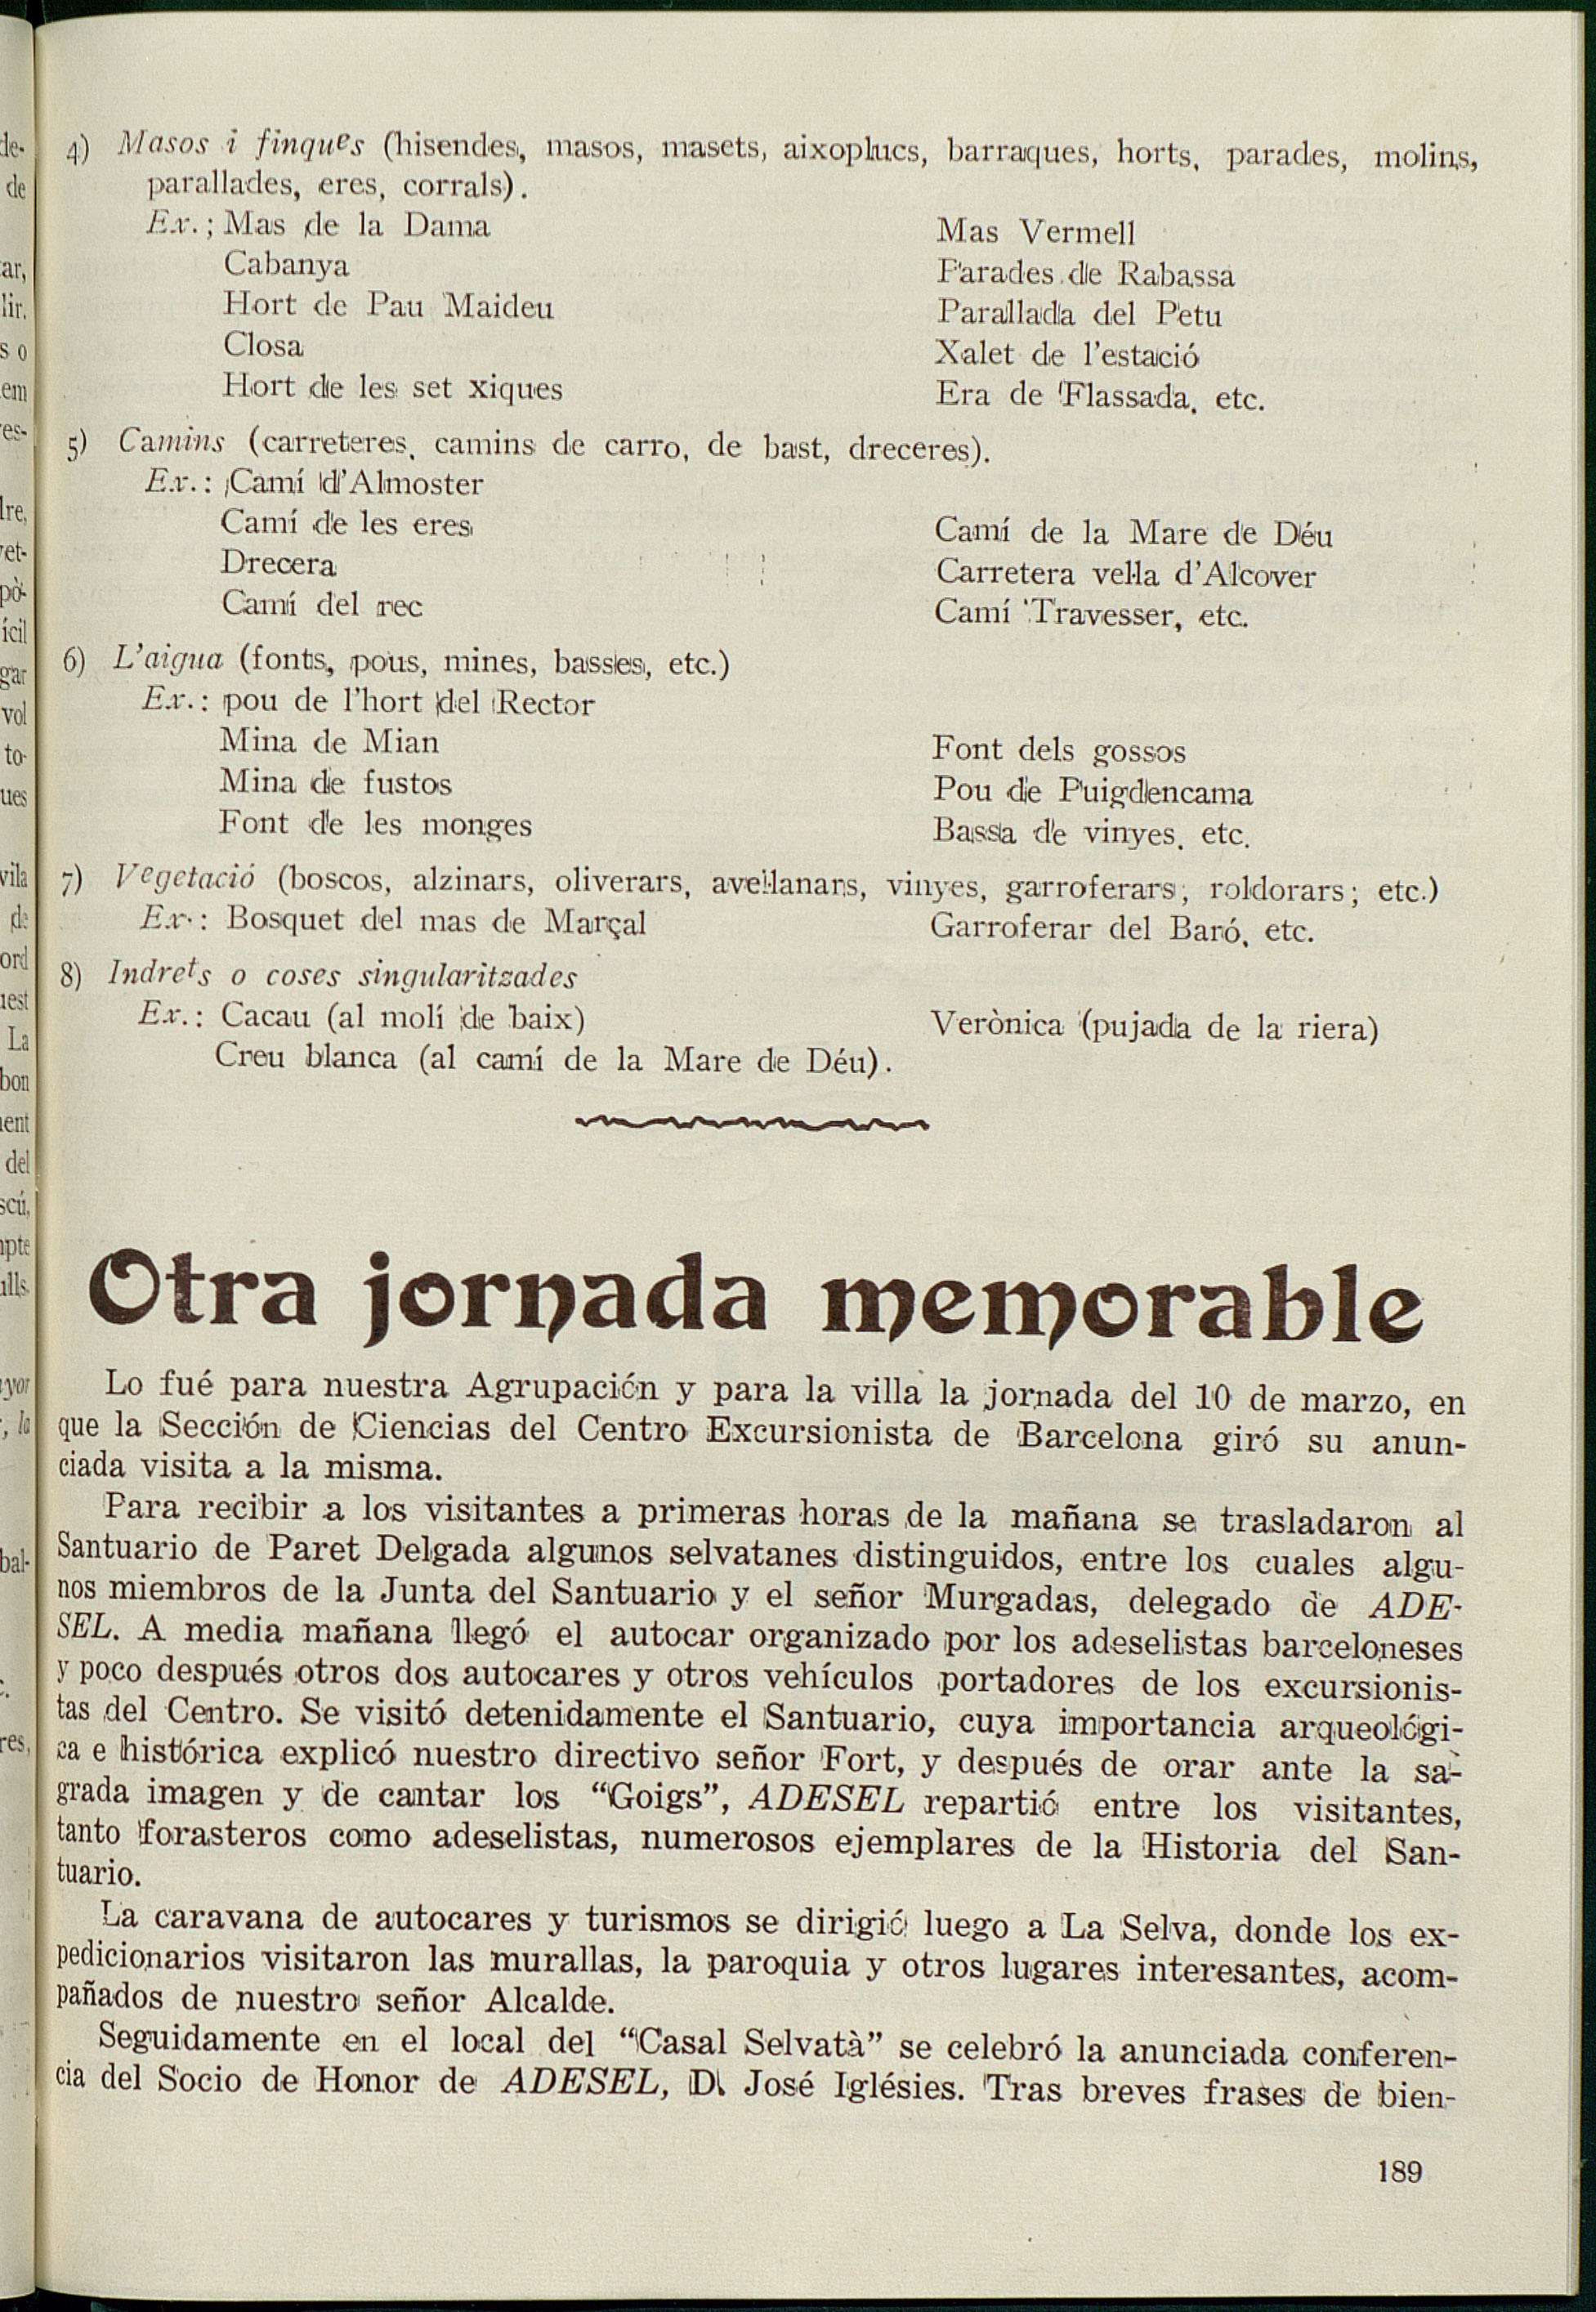 4) Masos i finques (hisendes, masos, masets, aixoplucs, barraques, horts, parades, molins,
parallades, eres, corrals).
Ex.; Mas de la Dama
Cabanya
Hort de Pau Maideu
Closa
Hort de les set xiques
Mas Vermell
Parades de Rabassa
Parallada del Petu
Xalet de l'estació
Era de Flassada, etc.
5) Camins (carreteres, camins de carro, de bast, dreceres).
Ex.: Camí d'Almoster
Camí de les eres
Drecera
Camí del rec
Camí de la Mare de Déu
Carretera vella d'Alcover
Camí Travesser, etc.
6) L'aigua (fonts, pous, mines, basses, etc.)
Ex.: pou de l'hort del Rector
Mina de Mian
Mina de fustos
Font de les monges
Font dels gossos
Pou de Puigdencama
Bassa de vinyes, etc.
7) Vegetació (boscos, alzinars, oliverars, avellanars, vinyes, garroferars, roldorars; etc.)
Ex.: Bosquet del mas de Marçal
Garroferar del Baró, etc.
8) Indrets o coses singularitzades
Ex.: Cacau (al molí de baix)
Verònica (pujada de la riera)
Creu blanca (al camí de la Mare de Déu).
Otra jornada memorable
Lo fué para nuestra Agrupación y para la villa la jornada del 10 de marzo, en
que la Sección de Ciencias del Centro Excursionista de Barcelona giró su anun-
ciada visita a la misma.
Para recibir a los visitantes a primeras horas de la mañana se trasladaron al
Santuario de Paret Delgada algunos selvatanes distinguidos, entre los cuales algu-
nos miembros de la Junta del Santuario y el señor Murgadas, delegado de ADE-
SEL. A media mañana llegó el autocar organizado por los adeselistas barceloneses
y poco después otros dos autocares y otros vehículos portadores de los excursionis-
tas del Centro. Se visitó detenidamente el Santuario, cuya importancia arqueológi-
ca e histórica explicó nuestro directivo señor Fort, y después de orar ante la sa-
grada imagen y de cantar los "Goigs", ADESEL repartió entre los visitantes,
tanto forasteros como adeselistas, numerosos ejemplares de la Historia del San-
tuario.
La caravana de autocares y turismos se dirigió luego a La Selva, donde los ex-
pedicionarios visitaron las murallas, la paroquia y otros lugares interesantes, acom-
pañados de nuestro señor Alcalde.
Seguidamente en el local del "Casal Selvatà" se celebró la anunciada conferen-
cia del Socio de Honor de ADESEL, D. José Iglésies. Tras breves frases de bien-
189